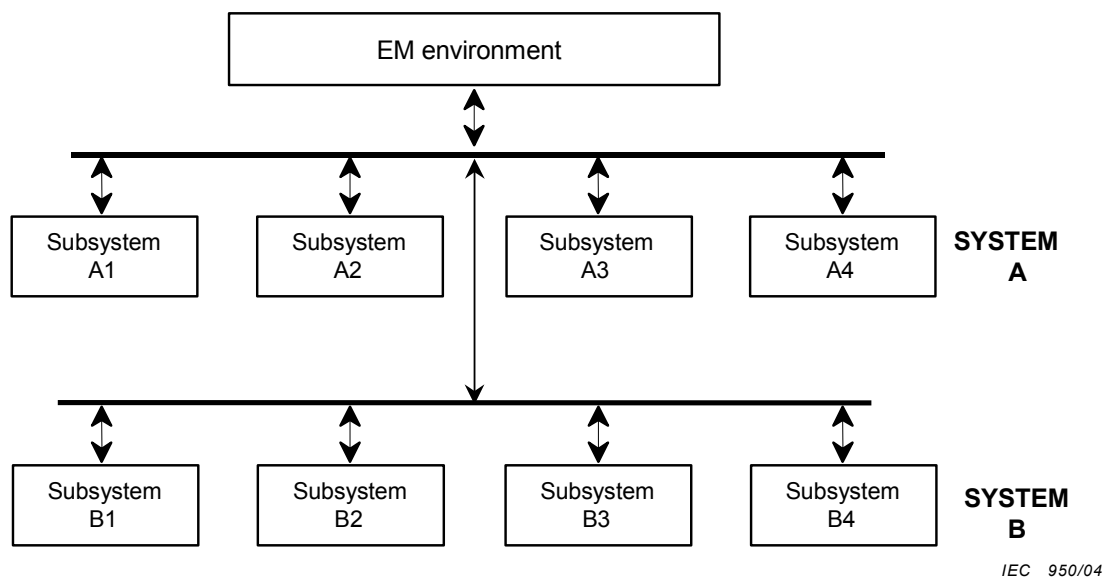 EM environment
Subsystem
A1
Subsystem
A2
Subsystem
A3
Subsystem
A4
SYSTEM
A
Subsystem
B1
Subsystem
B2
Subsystem
B3
Subsystem
B4
SYSTEM
B
IEC 950/04